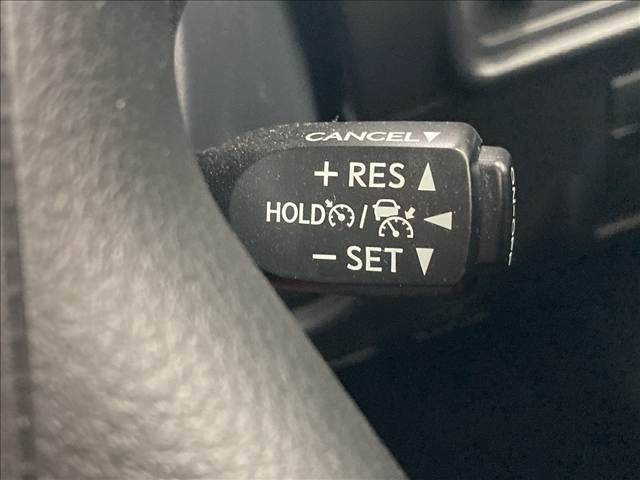 CANCEL▼
+ RES ▲
HOLD / ◀
− SET ▼